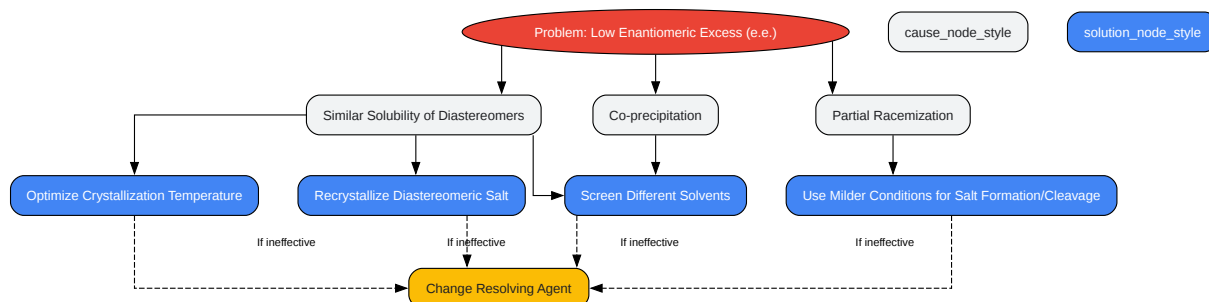 Problem: Low Enantiomeric Excess (e.e.)
cause_node_style
solution_node_style
Similar Solubility of Diastereomers
Co-precipitation
Partial Racemization
Optimize Crystallization Temperature
Recrystallize Diastereomeric Salt
Screen Different Solvents
Use Milder Conditions for Salt Formation/Cleavage
If ineffective
If ineffective
If ineffective
If ineffective
Change Resolving Agent